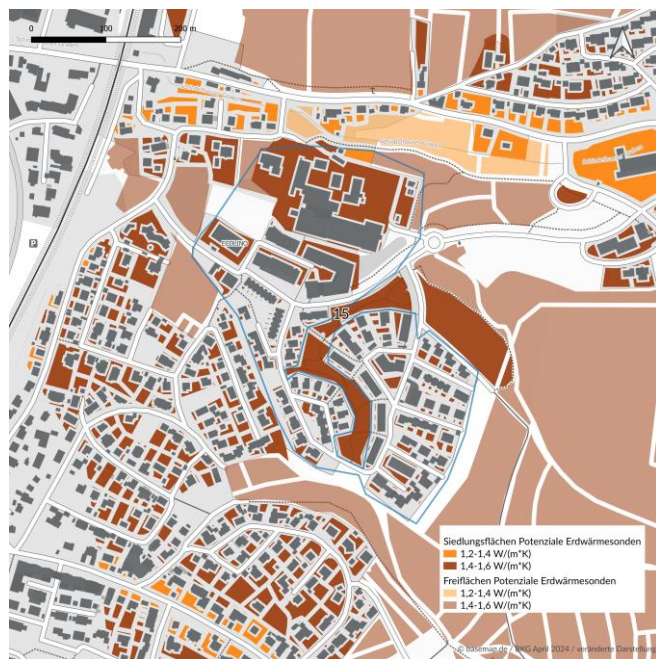 0 100 200 m
15
P
Siedlungsflächen Potenziale Erdwärmesonden
1,2-1,4 W/(m*K)
1,4-1,6 W/(m*K)
Freiflächen Potenziale Erdwärmesonden
1,2-1,4 W/(m*K)
1,4-1,6 W/(m*K)
© basemap.de / BKG April 2024 / veränderte Darstellung